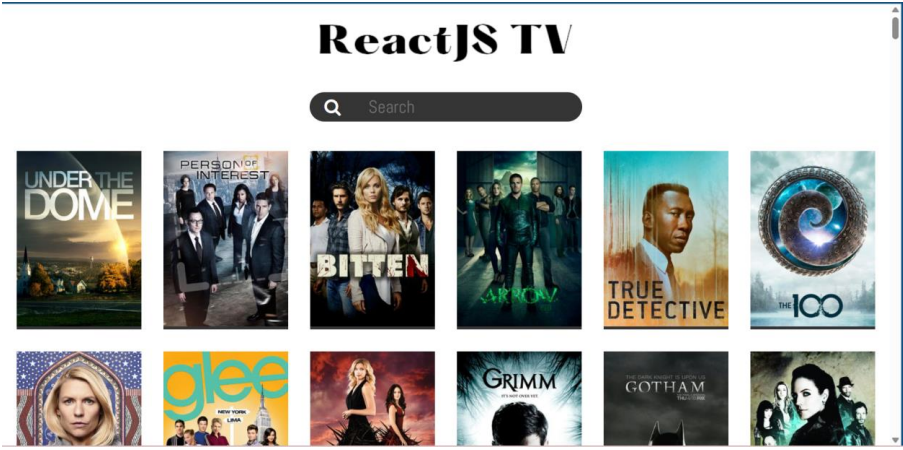 ReactJS TV
Search
UNDER THE
DOME
PERSON OF
INTEREST
BITTEN
ARROW
TRUE
DETECTIVE
THE 100
glee
NEW YORK
LIMA
GRIMM
IT'S NOT OVER YET.
THE DARK KNIGHT IS UPON US
GOTHAM